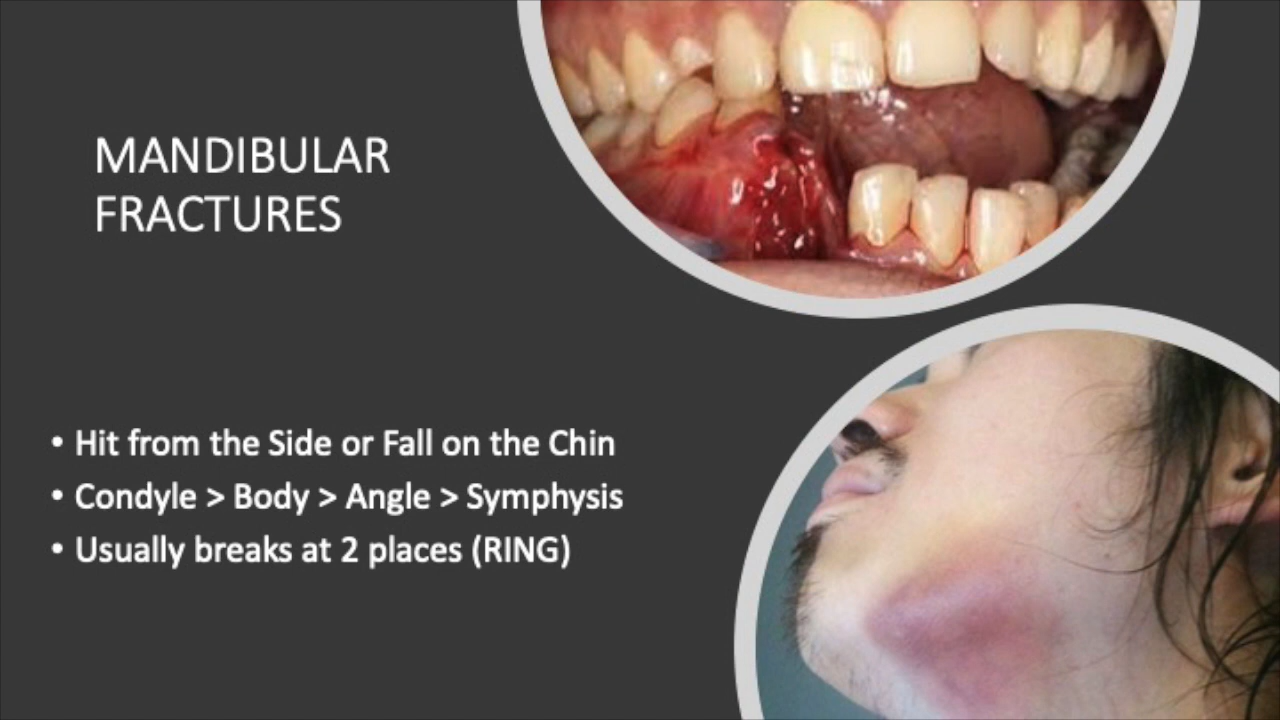 MANDIBULAR
FRACTURES
• Hit from the Side or Fall on the Chin
• Condyle > Body > Angle > Symphysis
• Usually breaks at 2 places (RING)